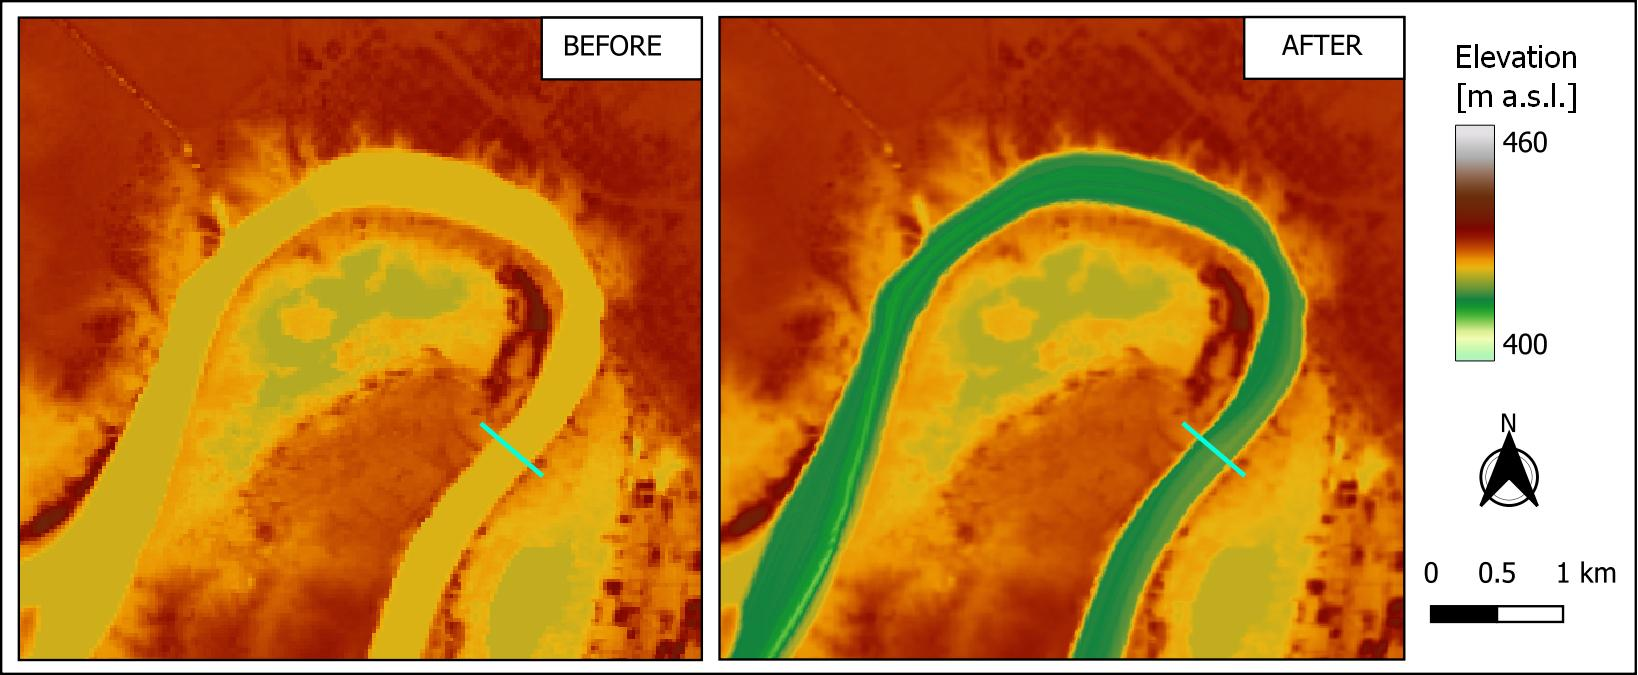 BEFORE
AFTER
Elevation
[m a.s.l.]
460
400
N
0 0.5 1 km